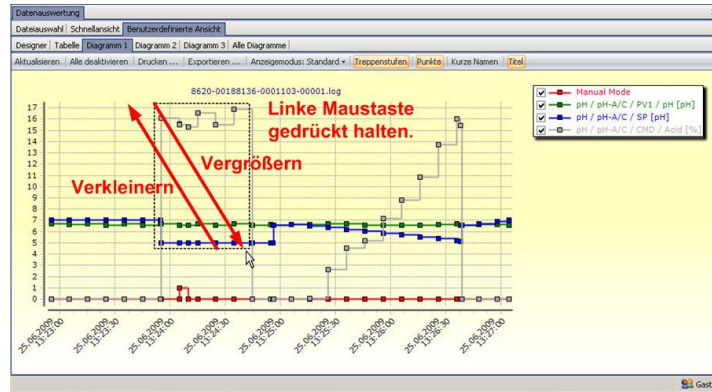 Datenauswertung
Dateiauswahl Schnellansicht Benutzerdefinierte Ansicht
Designer Tabelle Diagramm 1 Diagramm 2 Diagramm 3 Alle Diagramme
Aktualisieren Alle deaktivieren Drucken ... Exportieren ... Anzeigemodus: Standard Treppenstufen Punkte Kurze Namen Titel
8620-00188136-0001103-00001.log
Linke Maustaste
gedrückt halten.
Vergrößern
Verkleinern
Manual Mode
pH / pH-A/C / PV1 / pH [pH]
pH / pH-A/C / SP [pH]
pH / pH-A/C / CMD / Acid [%]
17
16
15
14
13
12
11
10
9
8
7
6
5
4
3
2
1
0
25.06.2009 13:23:00
25.06.2009 13:23:30
25.06.2009 13:24:00
25.06.2009 13:24:30
25.06.2009 13:25:00
25.06.2009 13:25:30
25.06.2009 13:26:00
25.06.2009 13:26:30
25.06.2009 13:27:00
Gast